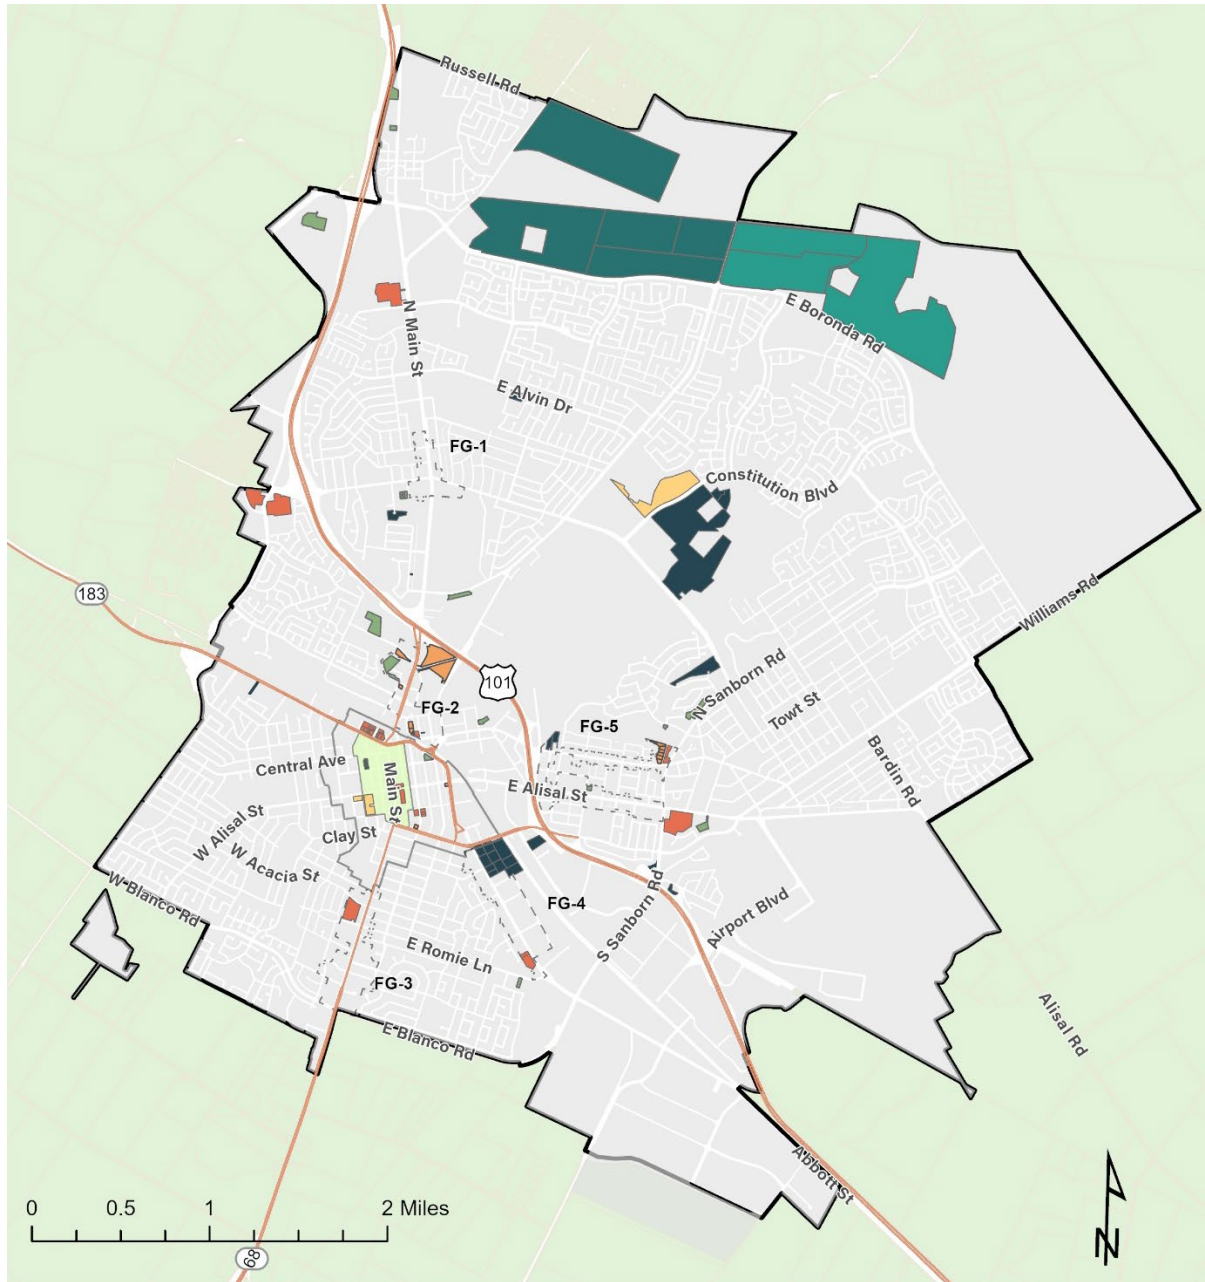 Russell Rd
N Main St
E Boronda Rd
E Alvin Dr
FG-1
Constitution Blvd
183
Williams Rd
101
N Sanborn Rd
FG-2
Towt St
FG-5
Bardin Rd
Central Ave
Main St
E Alisal St
W Alisal St
Clay St
W Acacia St
W Blanco Rd
FG-4
S Sanborn Rd
Airport Blvd
E Romie Ln
FG-3
Alisal Rd
E Blanco Rd
Abbott St
0 0.5 1 2 Miles
68
N